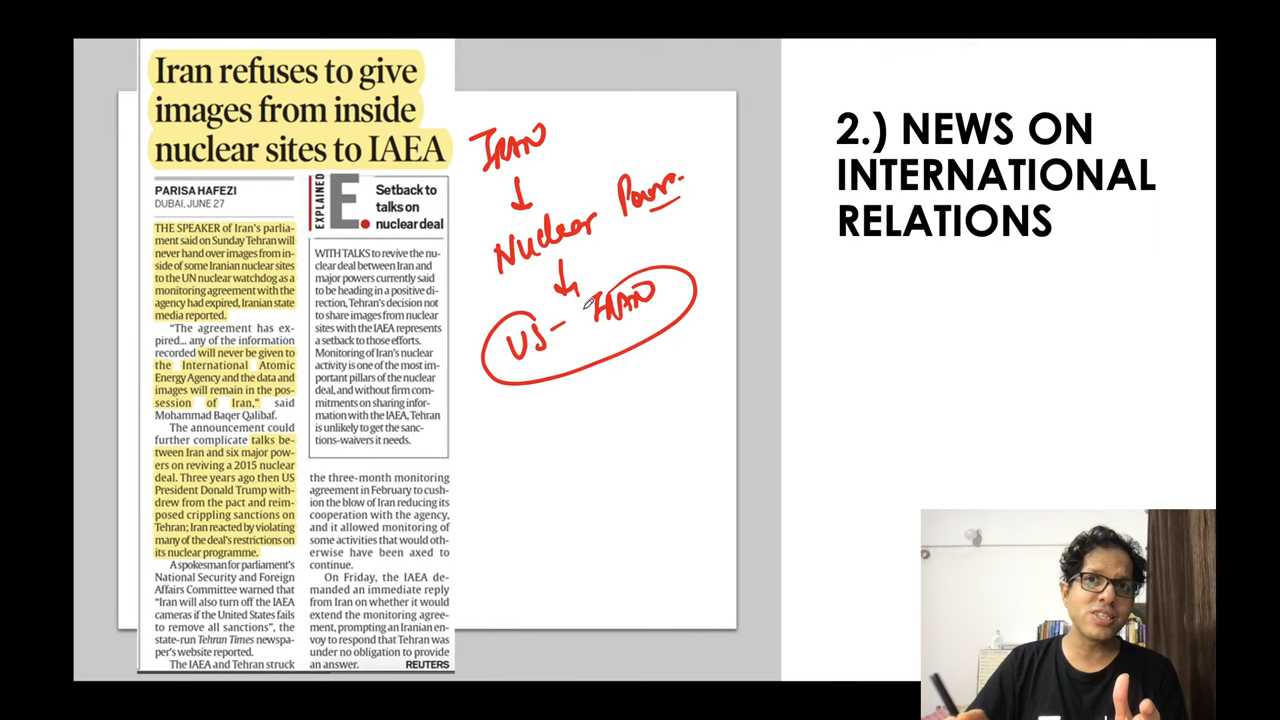 Iran refuses to give
images from inside
nuclear sites to IAEA
PARISA HAFEZI
DUBAI, JUNE 27
THE SPEAKER of Iran's parlia-
ment said on Sunday Tehran will
never hand over images from in-
side of some Iranian nuclear sites
to the UN nuclear watchdog as a
monitoring agreement with the
agency had expired, Iranian state
media reported.
"The agreement has ex-
pired... any of the information
recorded will never be given to
the International Atomic
Energy Agency and the data and
images will remain in the pos-
session of Iran," said
Mohammad Baqer Qalibaf.
The announcement could
further complicate talks be-
tween Iran and six major pow-
ers on reviving a 2015 nuclear
deal. Three years ago then US
President Donald Trump with-
drew from the pact and reim-
posed crippling sanctions on
Tehran; Iran reacted by violating
many of the deal's restrictions on
its nuclear programme.
A spokesman for parliament's
National Security and Foreign
Affairs Committee warned that
"Iran will also turn off the IAEA
cameras if the United States fails
to remove all sanctions", the
state-run Tehran Times newspa-
per's website reported.
The IAEA and Tehran struck
EXPLAINED
E.
Setback to
talks on
nuclear deal
WITH TALKS to revive the nu-
clear deal between Iran and
major powers currently said
to be heading in a positive di-
rection, Tehran's decision not
to share images from nuclear
sites with the IAEA represents
a setback to those efforts.
Monitoring of Iran's nuclear
activity is one of the most im-
portant pillars of the nuclear
deal, and without firm com-
mitments on sharing infor-
mation with the IAEA, Tehran
is unlikely to get the sanc-
tions-waivers it needs.
the three-month monitoring
agreement in February to cush-
ion the blow of Iran reducing its
cooperation with the agency,
and it allowed monitoring of
some activities that would oth-
erwise have been axed to
continue.
On Friday, the IAEA de-
manded an immediate reply
from Iran on whether it would
extend the monitoring agree-
ment, prompting an Iranian en-
voy to respond that Tehran was
under no obligation to provide
an answer. REUTERS
IRAN
Nuclear Power.
US - IRAN
2.) NEWS ON
INTERNATIONAL
RELATIONS